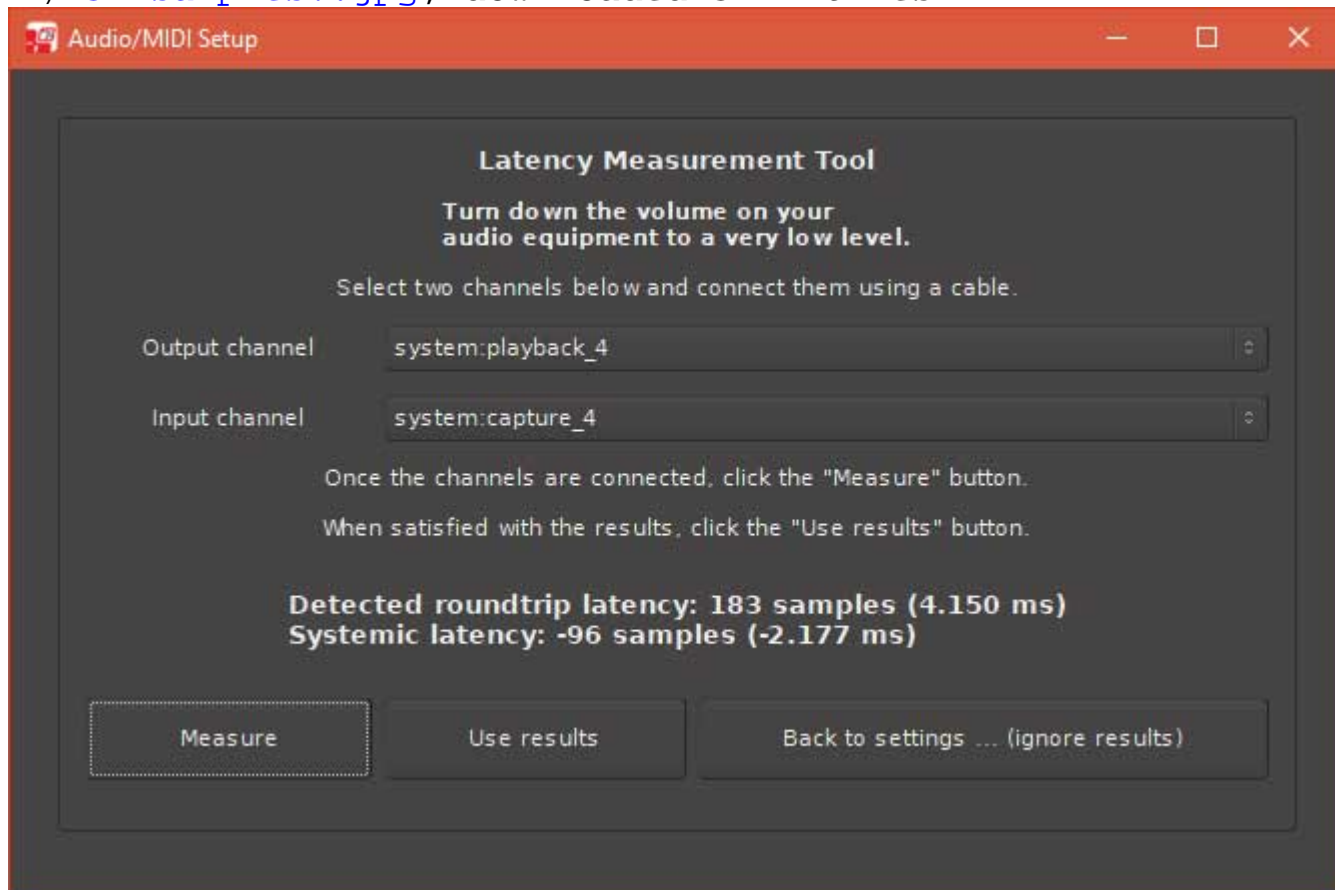 Audio/MIDI Setup
Latency Measurement Tool
Turn down the volume on your
audio equipment to a very low level.
Select two channels below and connect them using a cable.
Output channel system:playback_4
Input channel system:capture_4
Once the channels are connected, click the "Measure" button.
When satisfied with the results, click the "Use results" button.
Detected roundtrip latency: 183 samples (4.150 ms)
Systemic latency: -96 samples (-2.177 ms)
Measure Use results Back to settings ... (ignore results)